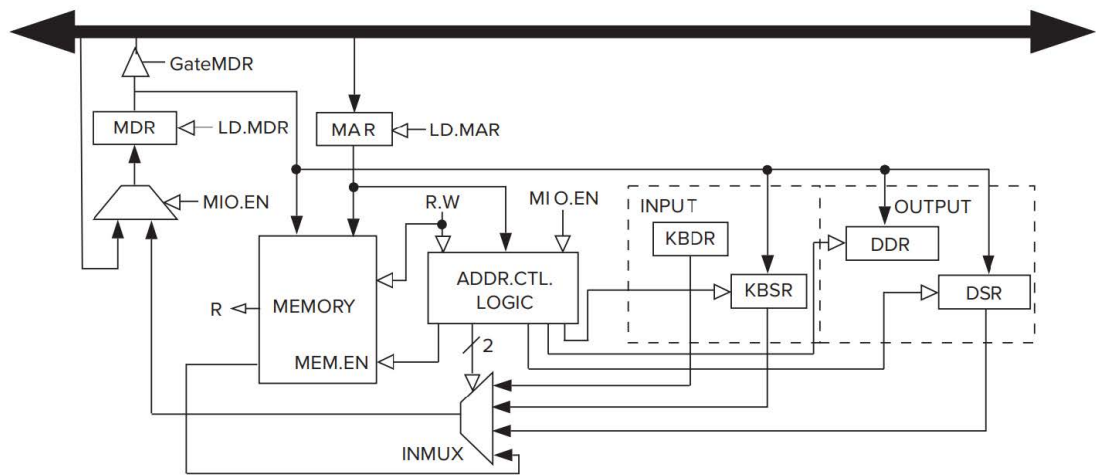 GateMDR
MDR
LD.MDR
MAR
LD.MAR
MIO.EN
R.W
MIO.EN
INPUT
OUTPUT
KBDR
DDR
ADDR.CTL.
LOGIC
KBSR
DSR
R
MEMORY
2
MEM.EN
INMUX